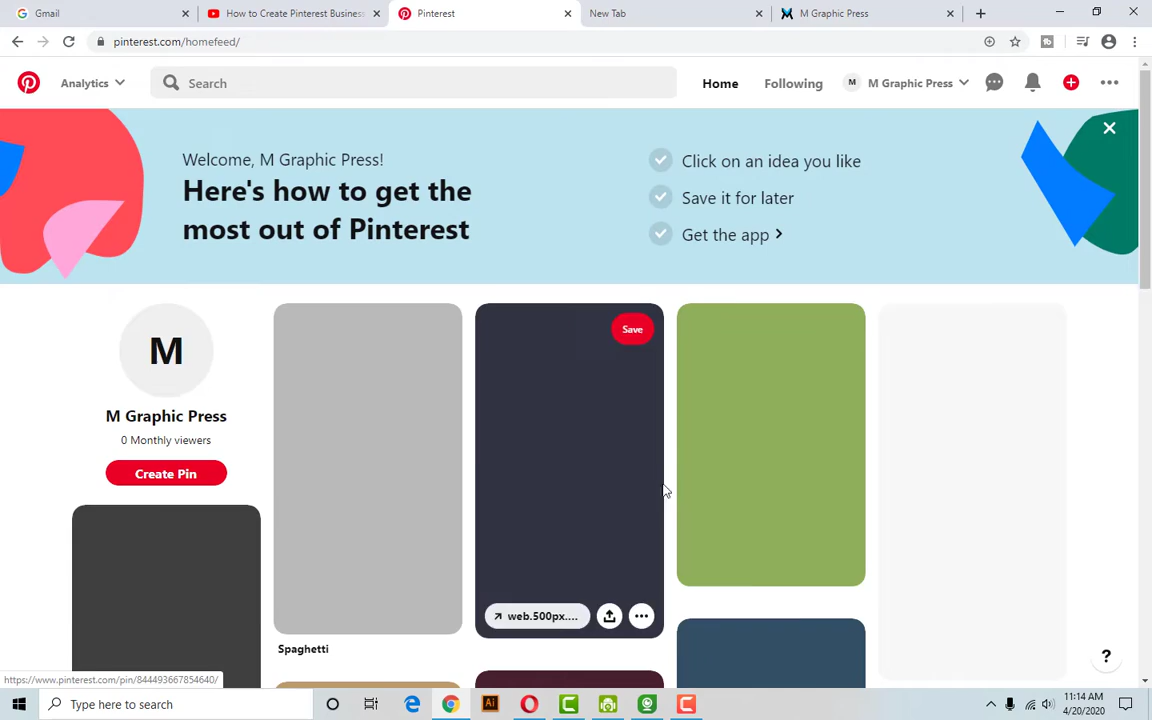 Gmail
How to Create Pinterest Busines
Pinterest
New Tab
M Graphic Press
pinterest.com/homefeed/
Analytics
Search
Home
Following
M
M Graphic Press
Welcome, M Graphic Press!
Here's how to get the
most out of Pinterest
Click on an idea you like
Save it for later
Get the app
M
M Graphic Press
0 Monthly viewers
Create Pin
Save
web.500px....
Spaghetti
?
https://www.pinterest.com/pin/844493667854640/
Type here to search
Ai
11:14 AM
4/20/2020